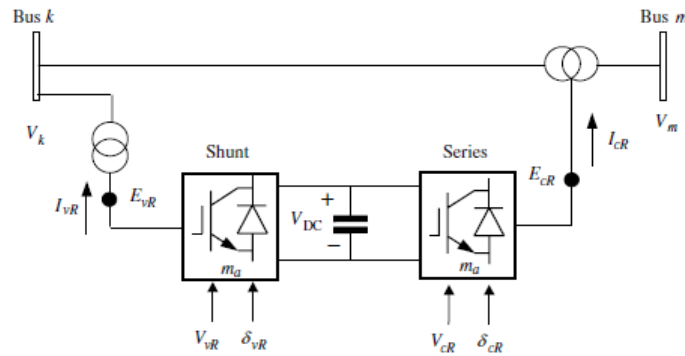 Bus k
Bus m
V_k
V_m
I_cR
Shunt
Series
I_vR
E_vR
E_cR
+
V_DC
−
m_a
m_a
V_vR
δ_vR
V_cR
δ_cR